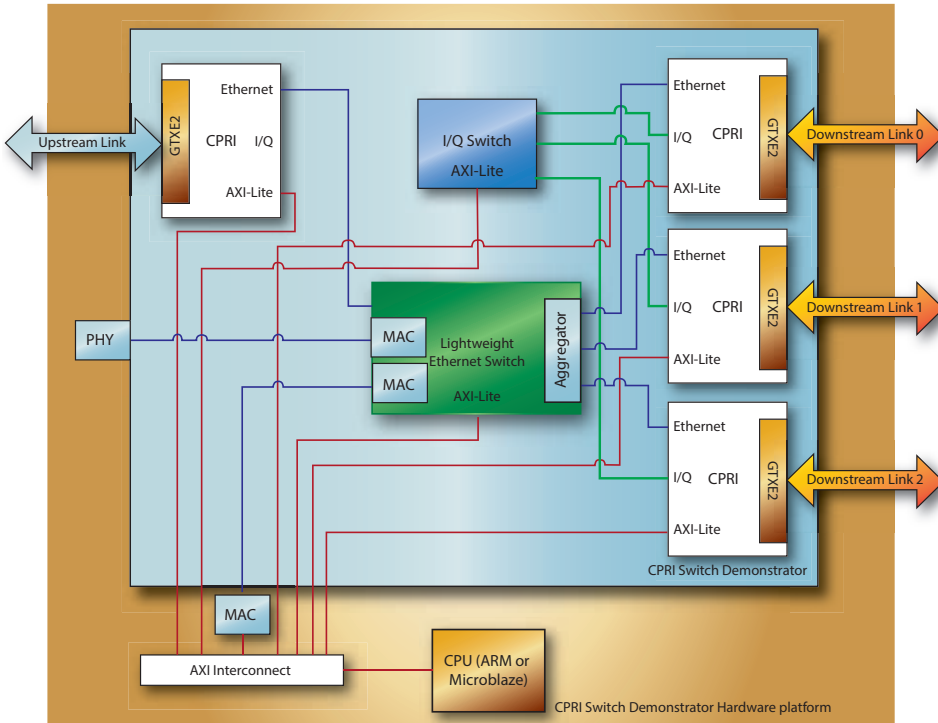 Upstream Link
GTXE2
Ethernet
CPRI
I/Q
AXI-Lite
I/Q Switch
AXI-Lite
Ethernet
I/Q
CPRI
AXI-Lite
GTXE2
Downstream Link 0
Ethernet
I/Q
CPRI
AXI-Lite
GTXE2
Downstream Link 1
PHY
MAC
MAC
Lightweight
Ethernet Switch
AXI-Lite
Aggregator
Ethernet
I/Q
CPRI
AXI-Lite
GTXE2
Downstream Link 2
CPRI Switch Demonstrator
MAC
AXI Interconnect
CPU (ARM or
Microblaze)
CPRI Switch Demonstrator Hardware platform